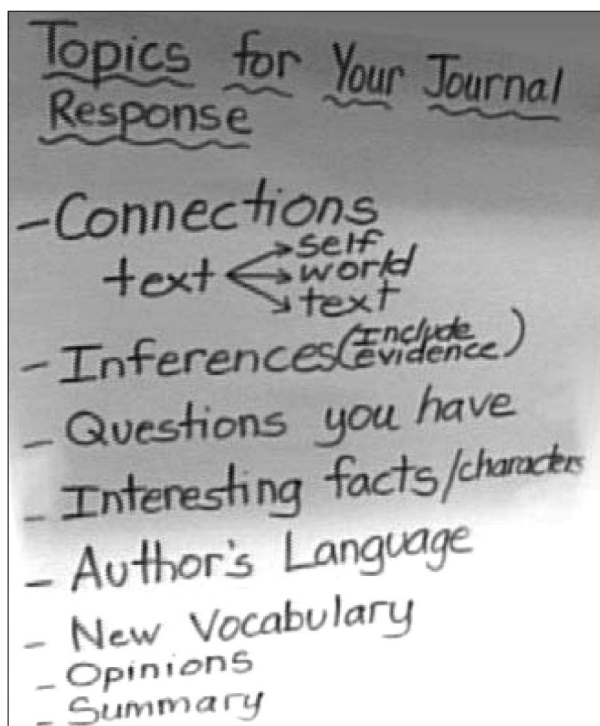 Topics for Your Journal
Response
- Connections
text self
world
text
- Inferences (Include
evidence)
- Questions you have
- Interesting facts/characters
- Author's Language
- New Vocabulary
- Opinions
- Summary